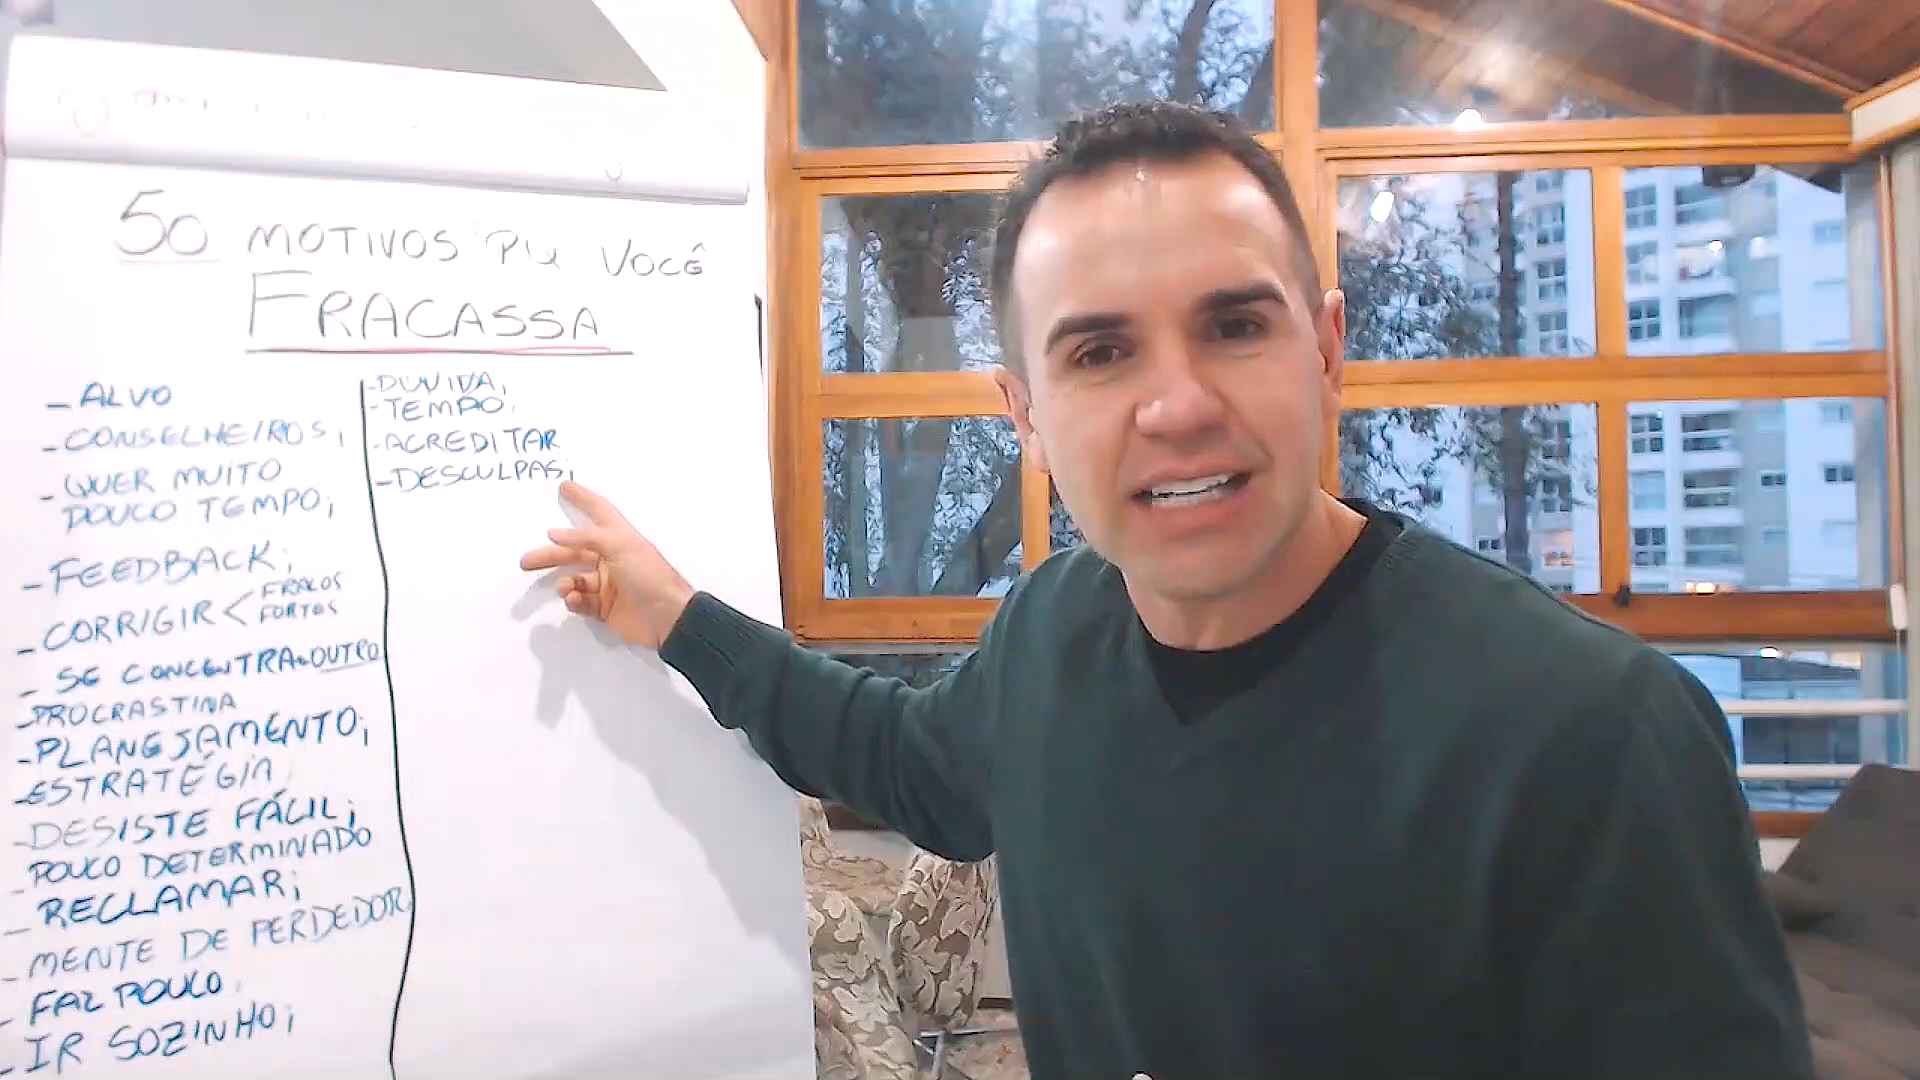 50 MOTIVOS VOCÊ
FRACASSA
- ALVO
- CONSELHEIROS;
- QUER MUITO
POUCO TEMPO;
- FEEDBACK;
- CORRIGIR < FRACOS
FORTES
- SE CONCENTRA OUTRO
- PROCRASTINA
- PLANEJAMENTO;
- ESTRATÉGIA
- DESISTE FÁCIL;
- POUCO DETERMINADO
- RECLAMAR;
- MENTE DE PERDEDOR
- FAZ POUCO
- IR SOZINHO;
- DUVIDA,
- TEMPO
- ACREDITAR
- DESCULPAS;